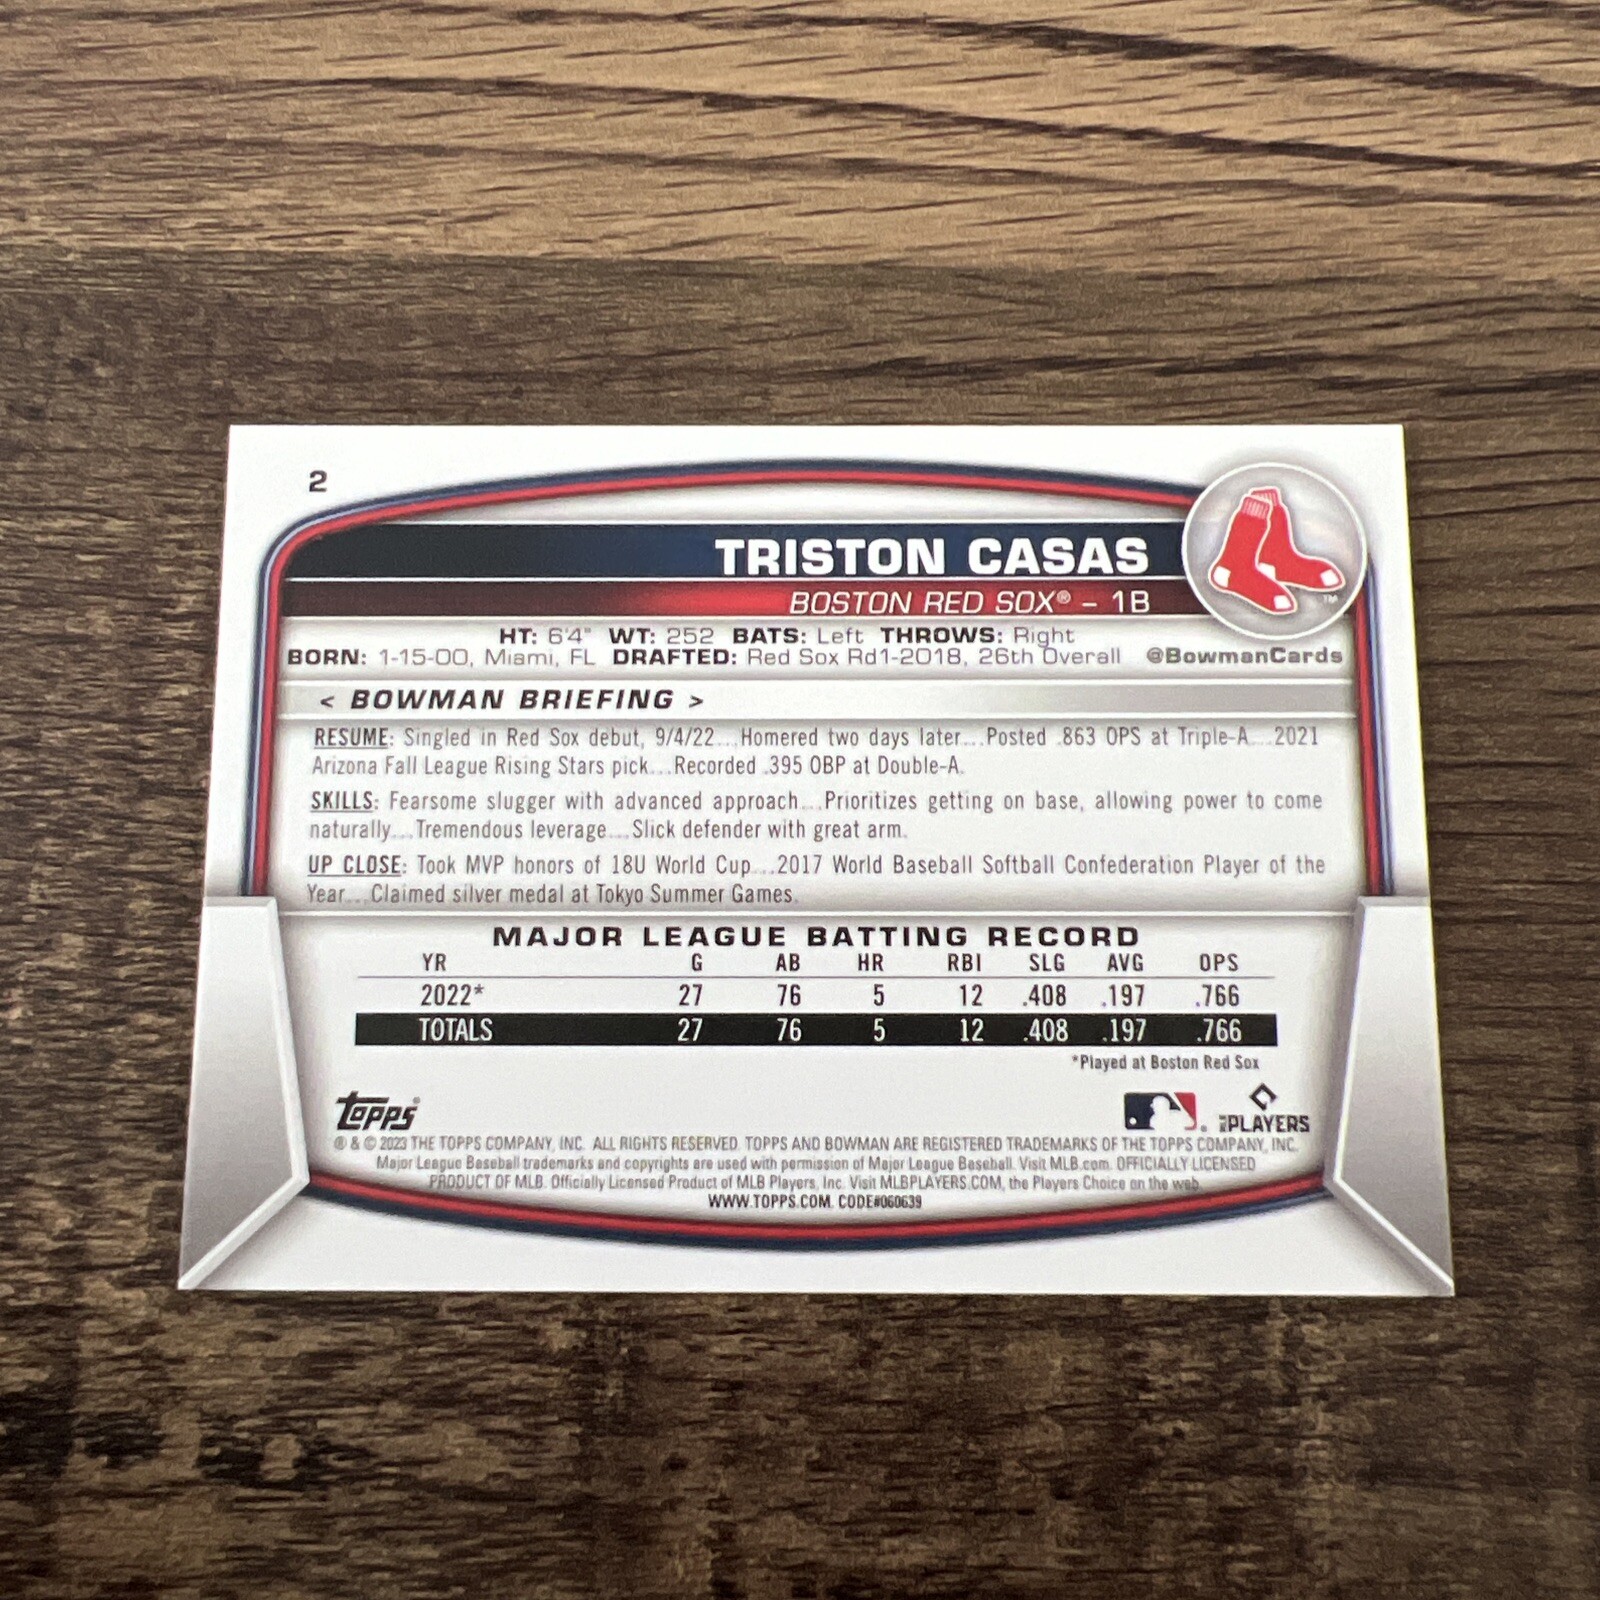 2
TRISTON CASAS
BOSTON RED SOX® – 1B
™
HT: 6'4" WT: 252 BATS: Left THROWS: Right
BORN: 1-15-00, Miami, FL DRAFTED: Red Sox Rd1-2018, 26th Overall @BowmanCards
< BOWMAN BRIEFING >
RESUME: Singled in Red Sox debut, 9/4/22...Homered two days later...Posted .863 OPS at Triple-A...2021
Arizona Fall League Rising Stars pick...Recorded .395 OBP at Double-A.
SKILLS: Fearsome slugger with advanced approach...Prioritizes getting on base, allowing power to come
naturally...Tremendous leverage...Slick defender with great arm.
UP CLOSE: Took MVP honors of 18U World Cup...2017 World Baseball Softball Confederation Player of the
Year...Claimed silver medal at Tokyo Summer Games.
MAJOR LEAGUE BATTING RECORD
YR G AB HR RBI SLG AVG OPS
2022* 27 76 5 12 .408 .197 .766
TOTALS 27 76 5 12 .408 .197 .766
*Played at Boston Red Sox
Topps® ® MLB PLAYERS
® & © 2023 THE TOPPS COMPANY, INC. ALL RIGHTS RESERVED. TOPPS AND BOWMAN ARE REGISTERED TRADEMARKS OF THE TOPPS COMPANY, INC.
Major League Baseball trademarks and copyrights are used with permission of Major League Baseball. Visit MLB.com. OFFICIALLY LICENSED
PRODUCT OF MLB. Officially Licensed Product of MLB Players, Inc. Visit MLBPLAYERS.COM, the Players Choice on the web.
WWW.TOPPS.COM. CODE#060639